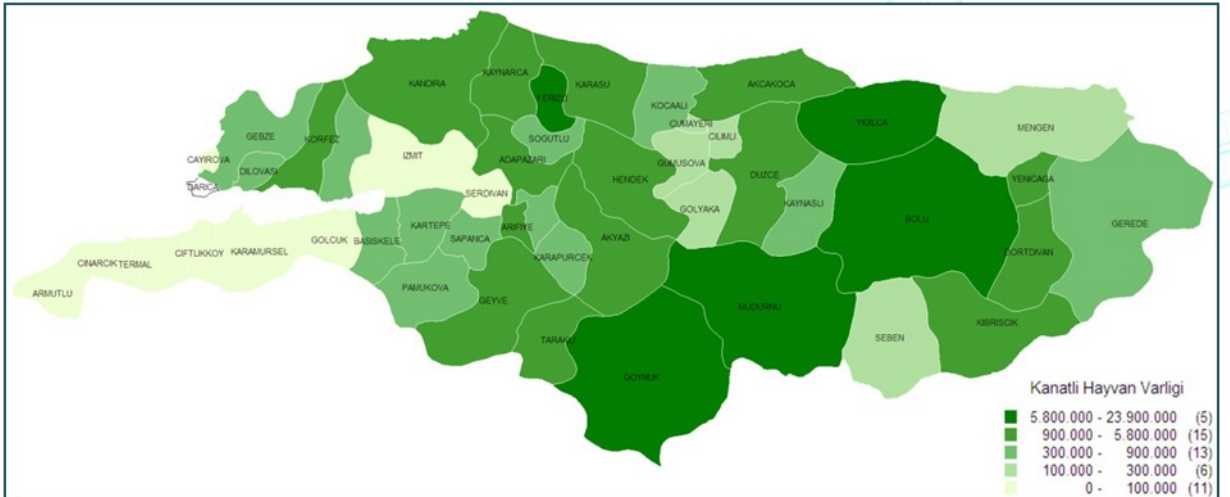 KANDIRA
KAYNARCA
FERIZLI
KARASU
KOCAALI
AKCAKOCA
YIGILCA
MENGEN
GEBZE
KORFEZ
CAYIROVA
DILOVASI
DARICA
IZMIT
SERDIVAN
SOGUTLU
ADAPAZARI
HENDEK
CUMAYERI
CILIMLI
GUMUSOVA
GOLYAKA
DUZCE
KAYNASLI
BOLU
YENICAGA
DORTDIVAN
GEREDE
GOLCUK
BASISKELE
KARTEPE
SAPANCA
ARIFIYE
KARAPURCEK
AKYAZI
CIFTLIKKOY
KARAMURSEL
CINARCIK
TERMAL
ARMUTLU
PAMUKOVA
GEYVE
TARAKLI
GOYNUK
MUDURNU
SEBEN
KIBRISCIK
Kanatli Hayvan Varligi
5.800.000 - 23.900.000 (5)
900.000 - 5.800.000 (15)
300.000 - 900.000 (13)
100.000 - 300.000 (6)
0 - 100.000 (11)